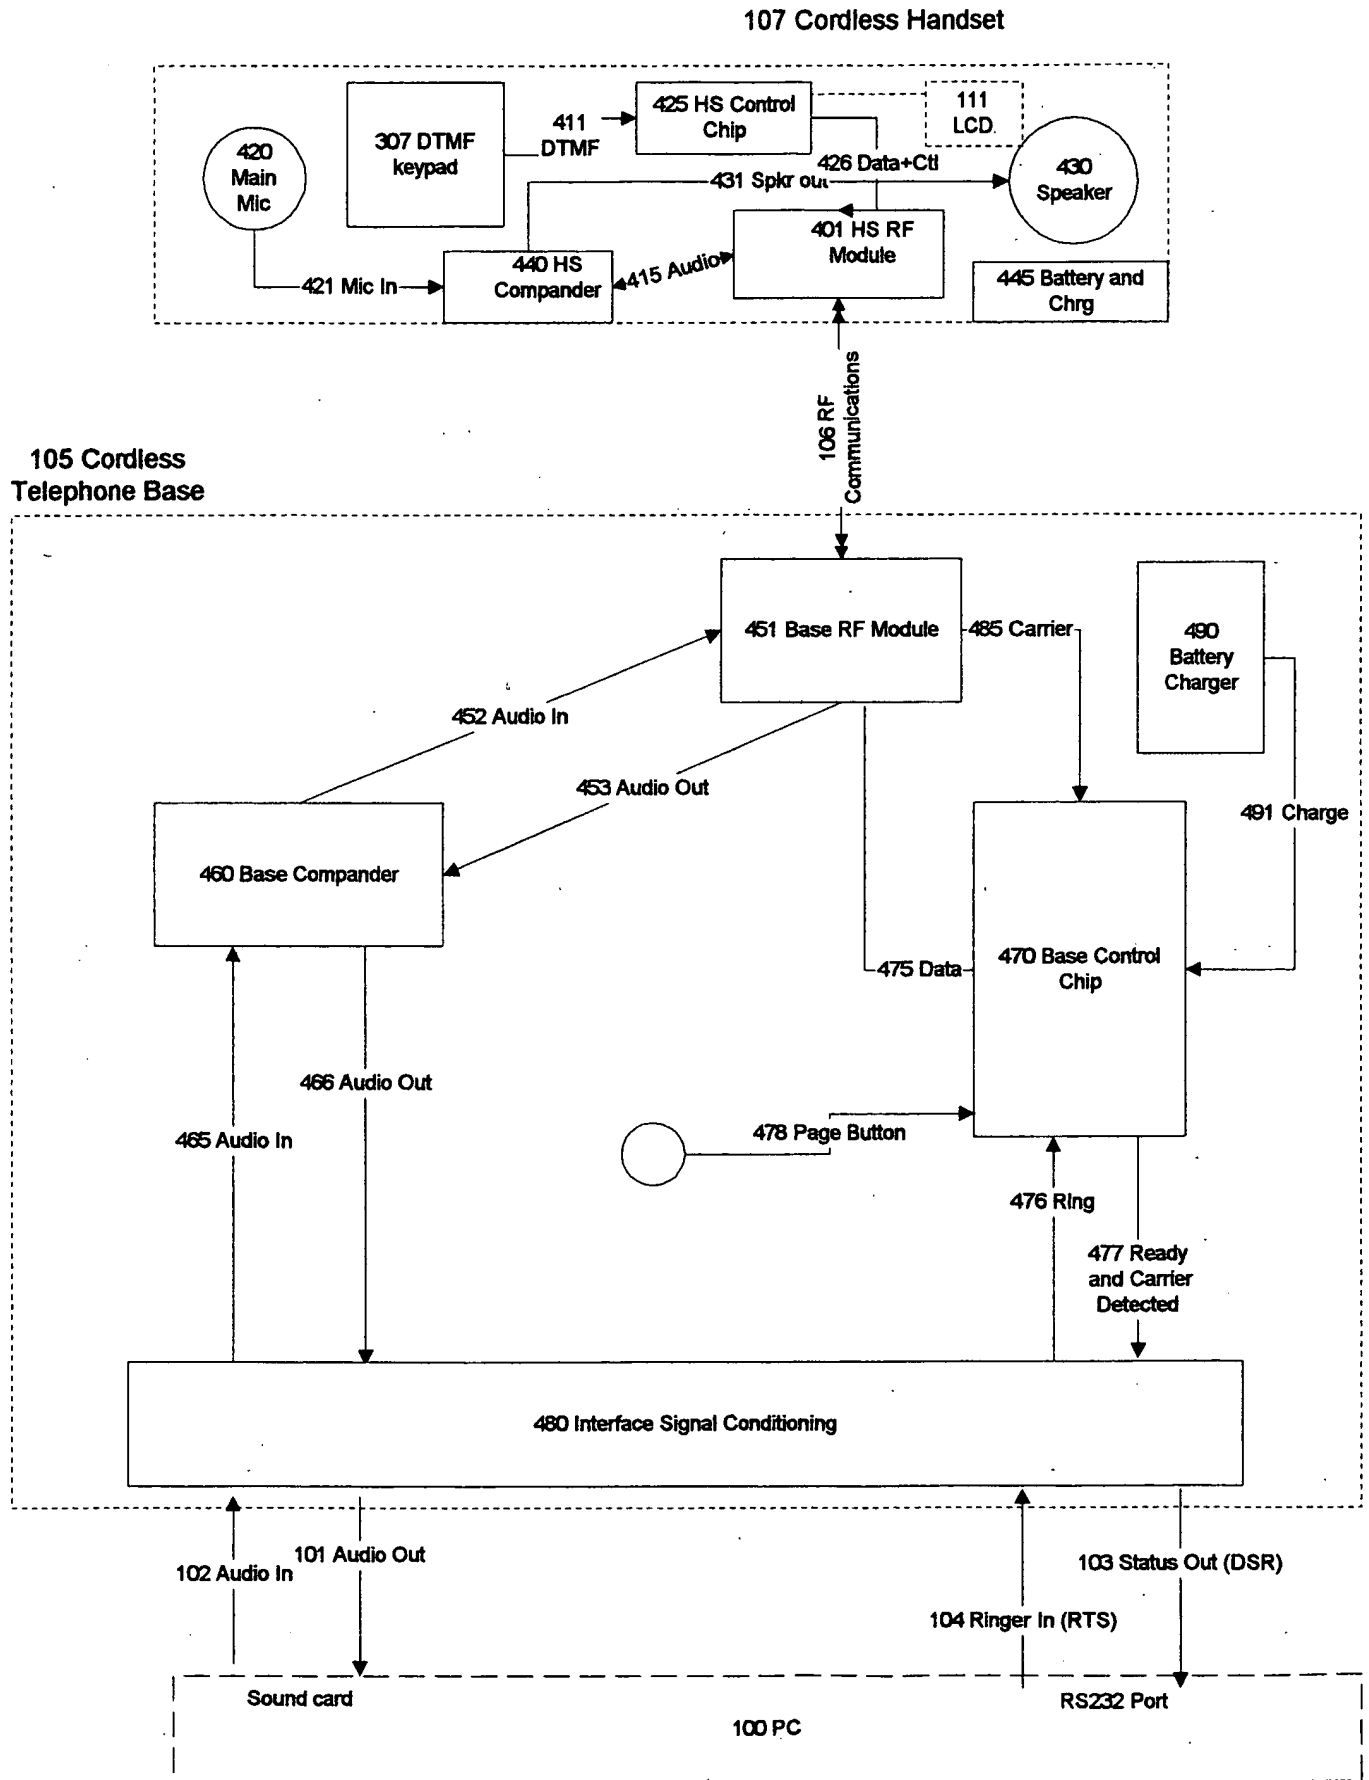 107 Cordless Handset
420
Main
Mic
307 DTMF
keypad
411
DTMF
425 HS Control
Chip
111
LCD
426 Data+Ctl
431 Spkr out
430
Speaker
401 HS RF
Module
440 HS
Compander
415 Audio
421 Mic In
445 Battery and
Chrg
106 RF
Communications
105 Cordless
Telephone Base
451 Base RF Module
485 Carrier
490
Battery
Charger
452 Audio In
453 Audio Out
491 Charge
460 Base Compander
470 Base Control
Chip
475 Data
466 Audio Out
465 Audio In
478 Page Button
476 Ring
477 Ready
and Carrier
Detected
480 Interface Signal Conditioning
102 Audio In
101 Audio Out
103 Status Out (DSR)
104 Ringer In (RTS)
Sound card
RS232 Port
100 PC